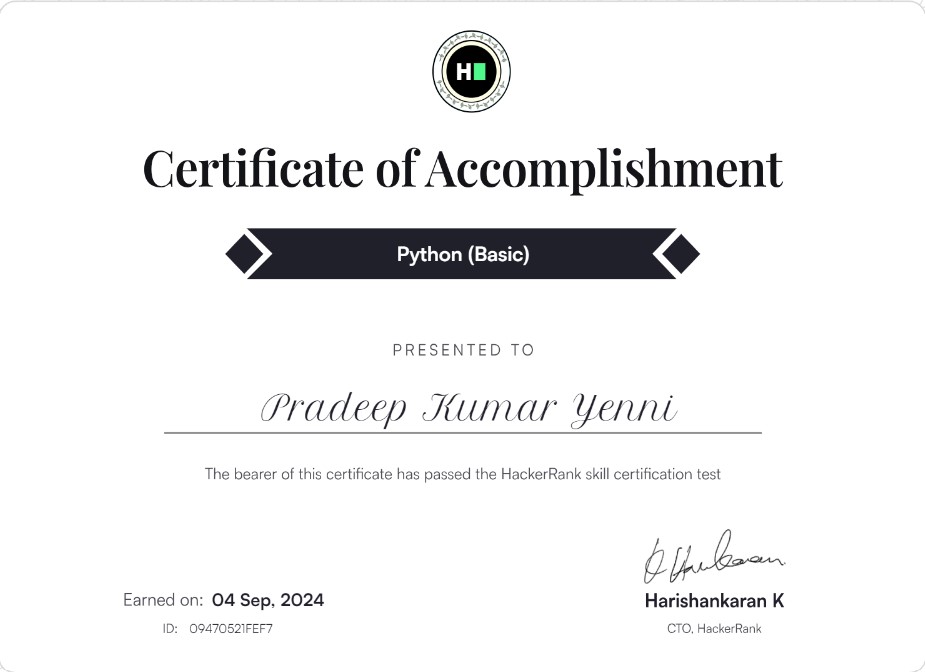 H
Certificate of Accomplishment
Python (Basic)
PRESENTED TO
Pradeep Kumar Yenni
The bearer of this certificate has passed the HackerRank skill certification test
Earned on: 04 Sep, 2024
ID: 09470521FEF7
Harishankaran K
CTO, HackerRank